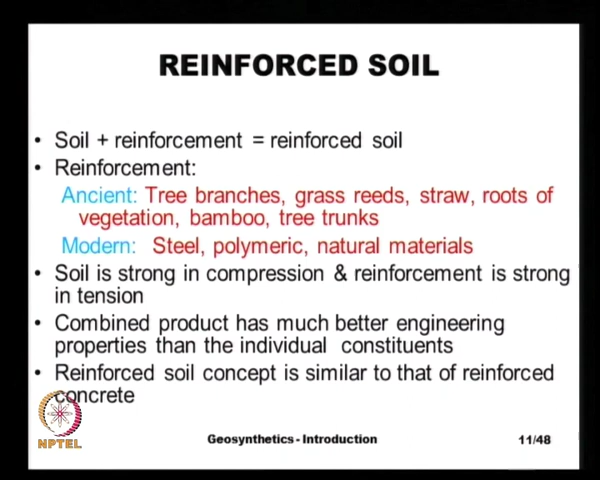 REINFORCED SOIL
• Soil + reinforcement = reinforced soil
• Reinforcement:
Ancient: Tree branches, grass reeds, straw, roots of
vegetation, bamboo, tree trunks
Modern: Steel, polymeric, natural materials
• Soil is strong in compression & reinforcement is strong
in tension
• Combined product has much better engineering
properties than the individual constituents
• Reinforced soil concept is similar to that of reinforced
concrete
NPTEL
Geosynthetics - Introduction
11/48